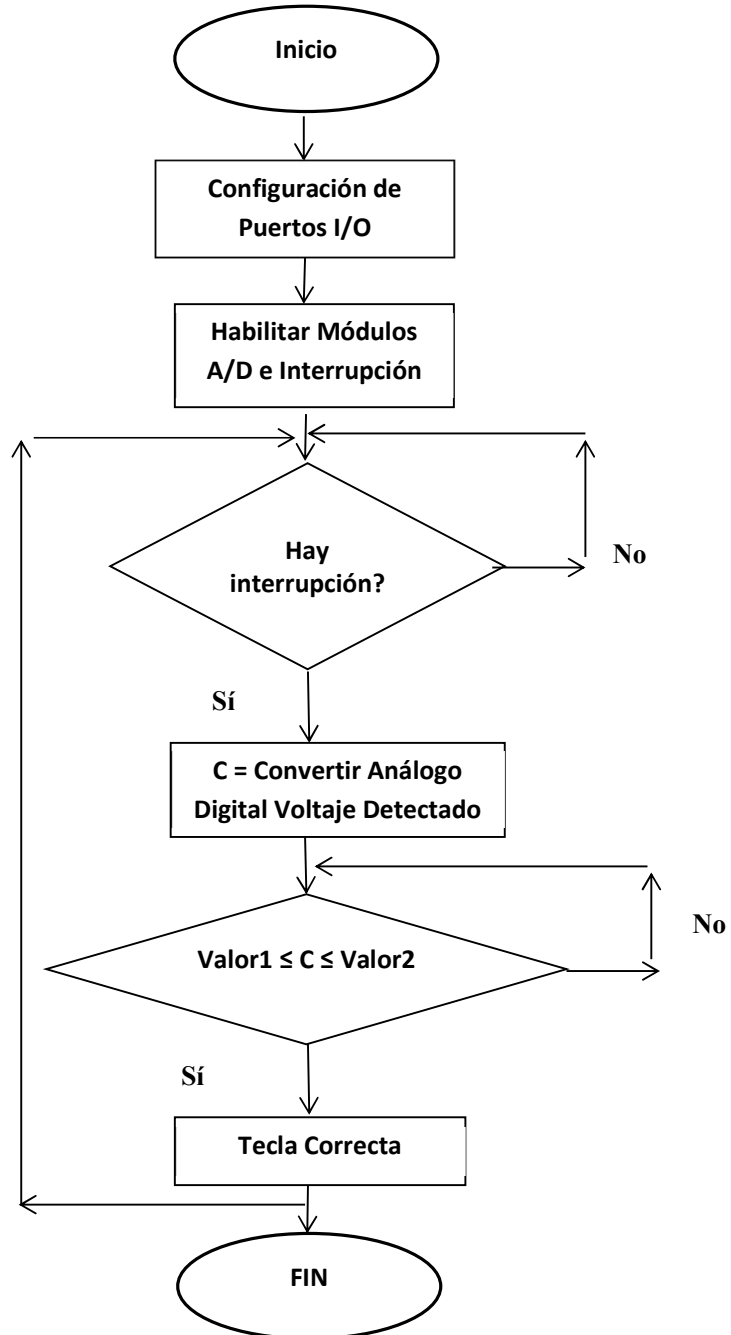 Inicio
Configuración de
Puertos I/O
Habilitar Módulos
A/D e Interrupción
Hay
interrupción?
No
Sí
C = Convertir Análogo
Digital Voltaje Detectado
Valor1 ≤ C ≤ Valor2
No
Sí
Tecla Correcta
FIN